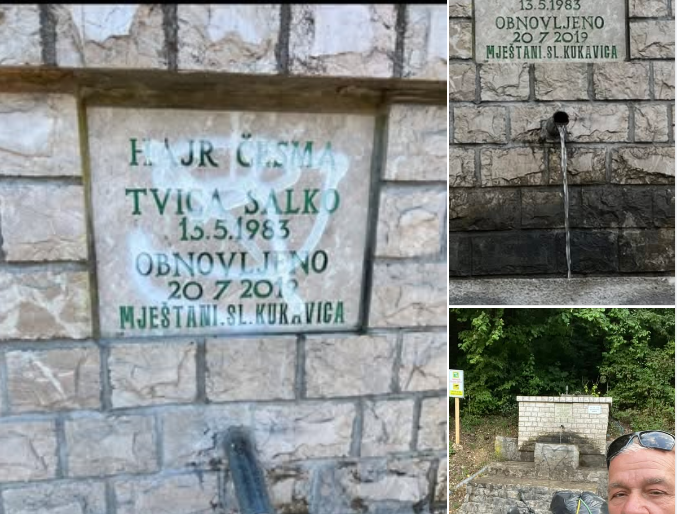 HAJR ČESMA
TVICA SALKO
13.5.1983
OBNOVLJENO
20 7 2019
MJEŠTANI.SL.KUKAVICA
13.5.1983
OBNOVLJENO
20 7 2019
MJEŠTANI.SL.KUKAVIGA